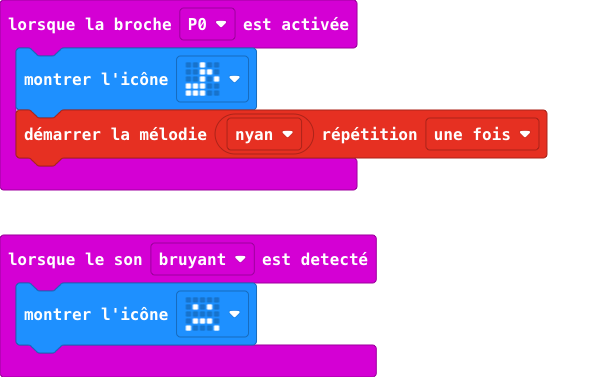 lorsque la broche P0 est activée
montrer l'icône
démarrer la mélodie nyan répétition une fois
lorsque le son bruyant est detecté
montrer l'icône